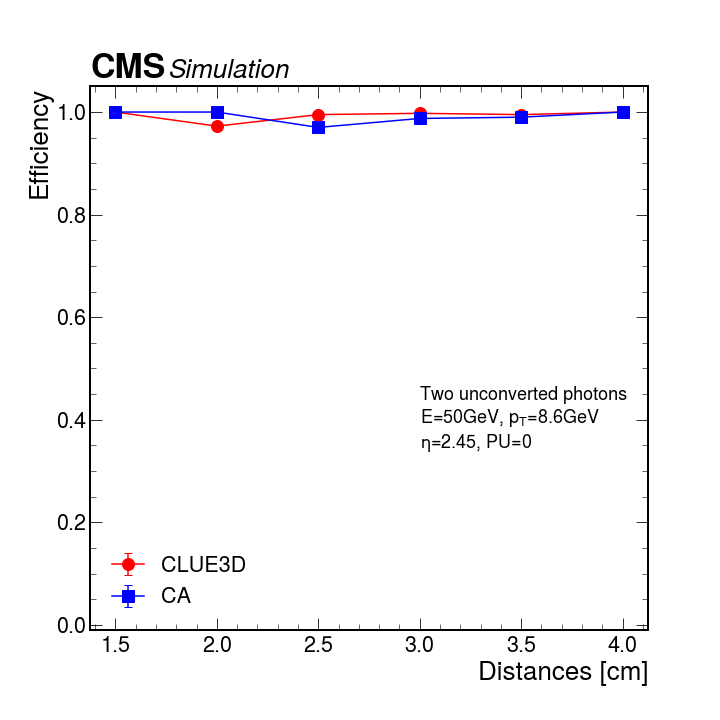 CMS Simulation
Efficiency
1.0
0.8
0.6
0.4
0.2
0.0
Two unconverted photons
E=50GeV, pT=8.6GeV
η=2.45, PU=0
CLUE3D
CA
1.5 2.0 2.5 3.0 3.5 4.0
Distances [cm]